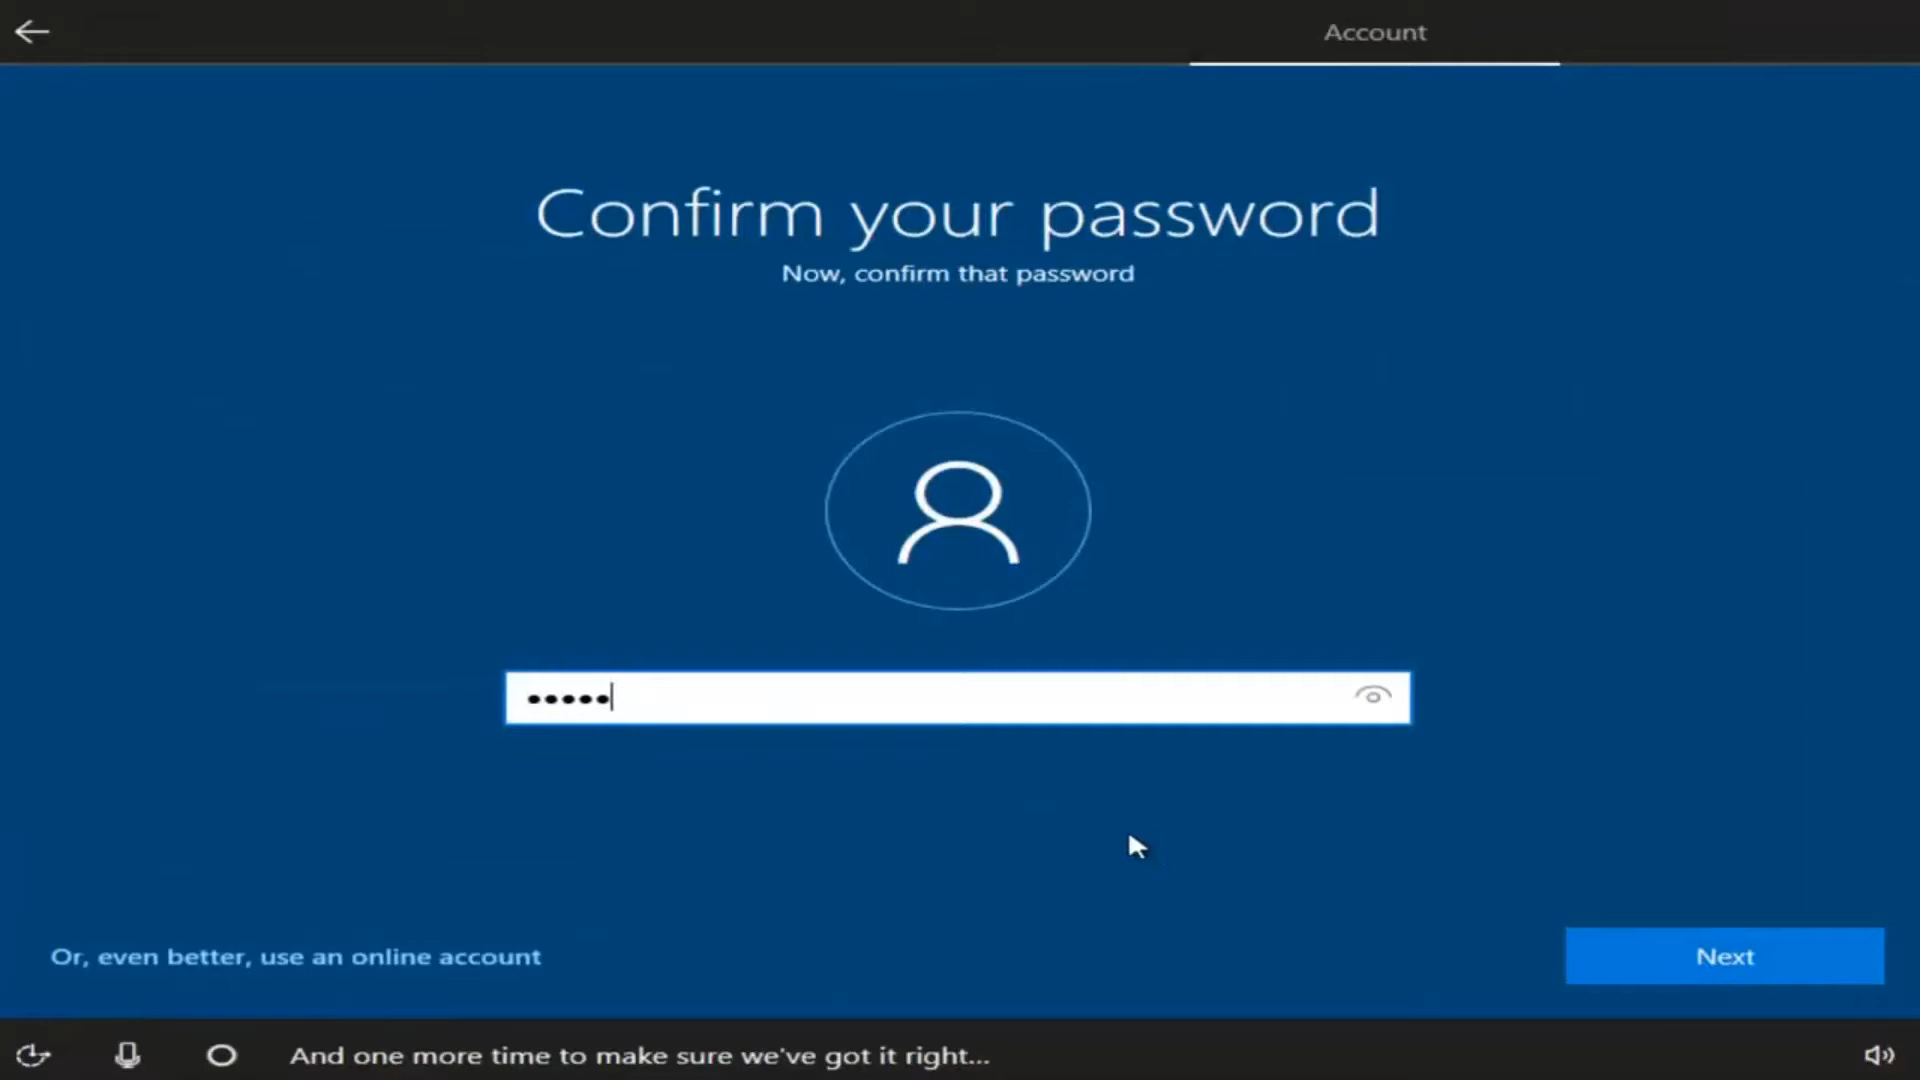 Account
Confirm your password
Now, confirm that password
•••••
Or, even better, use an online account
Next
And one more time to make sure we've got it right...